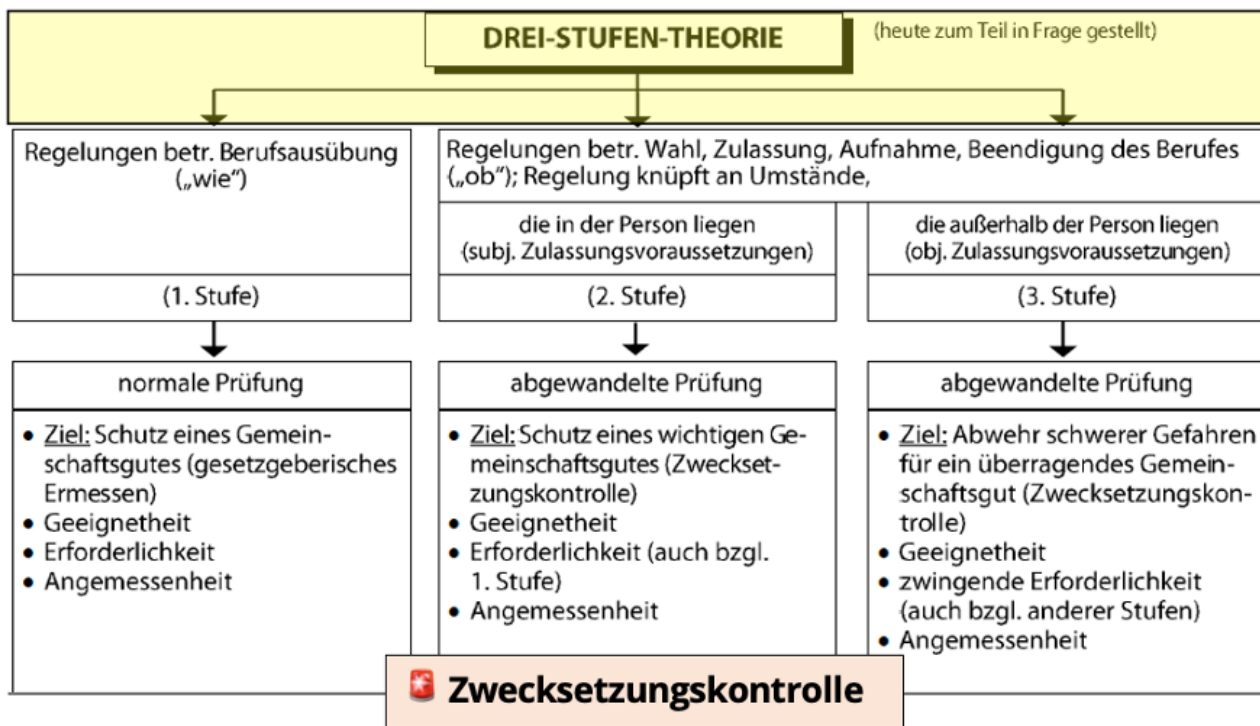 DREI-STUFEN-THEORIE
(heute zum Teil in Frage gestellt)
Regelungen betr. Berufsausübung
(„wie“)
Regelungen betr. Wahl, Zulassung, Aufnahme, Beendigung des Berufes
(„ob“); Regelung knüpft an Umstände,
die in der Person liegen
(subj. Zulassungsvoraussetzungen)
die außerhalb der Person liegen
(obj. Zulassungsvoraussetzungen)
(1. Stufe)
(2. Stufe)
(3. Stufe)
normale Prüfung
• Ziel: Schutz eines Gemein-
schaftsgutes (gesetzgeberisches
Ermessen)
• Geeignetheit
• Erforderlichkeit
• Angemessenheit
abgewandelte Prüfung
• Ziel: Schutz eines wichtigen Ge-
meinschaftsgutes (Zweckset-
zungskontrolle)
• Geeignetheit
• Erforderlichkeit (auch bzgl.
1. Stufe)
• Angemessenheit
abgewandelte Prüfung
• Ziel: Abwehr schwerer Gefahren
für ein überragendes Gemein-
schaftsgut (Zwecksetzungskon-
trolle)
• Geeignetheit
• zwingende Erforderlichkeit
(auch bzgl. anderer Stufen)
• Angemessenheit
🚨 Zwecksetzungskontrolle